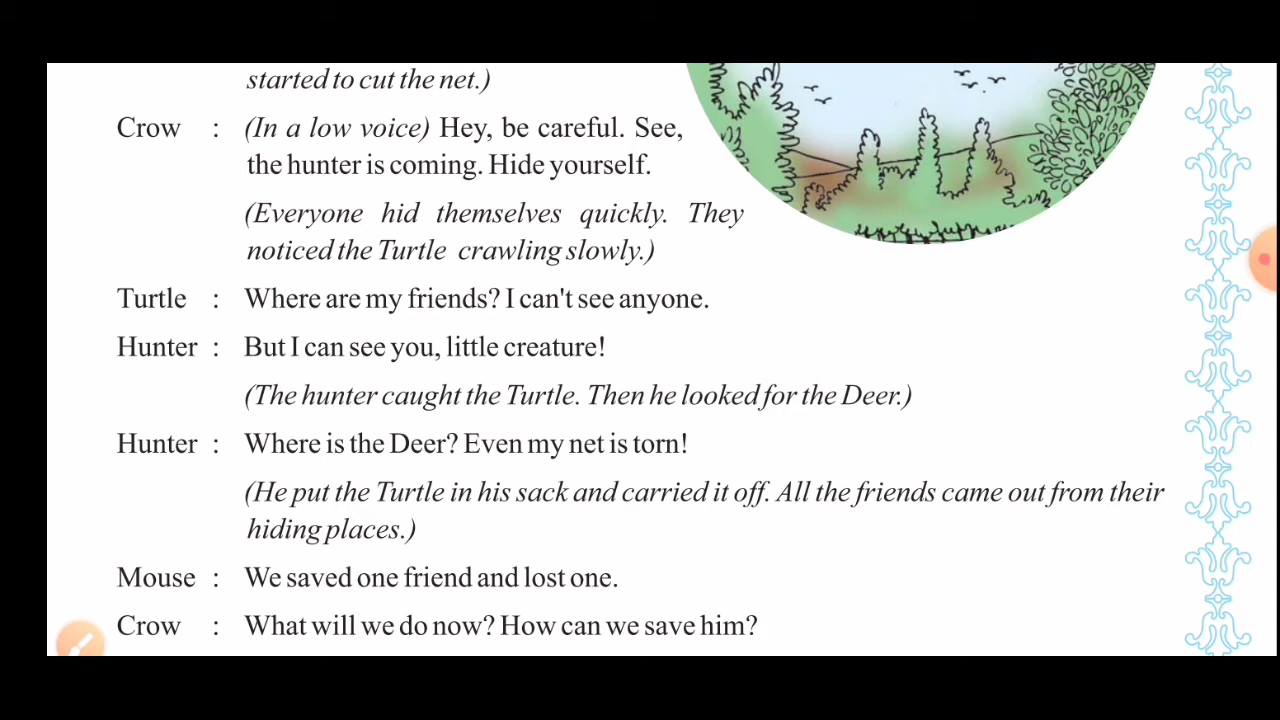 started to cut the net.)
Crow : (In a low voice) Hey, be careful. See,
the hunter is coming. Hide yourself.
(Everyone hid themselves quickly. They
noticed the Turtle crawling slowly.)
Turtle : Where are my friends? I can't see anyone.
Hunter : But I can see you, little creature!
(The hunter caught the Turtle. Then he looked for the Deer.)
Hunter : Where is the Deer? Even my net is torn!
(He put the Turtle in his sack and carried it off. All the friends came out from their
hiding places.)
Mouse : We saved one friend and lost one.
Crow : What will we do now? How can we save him?